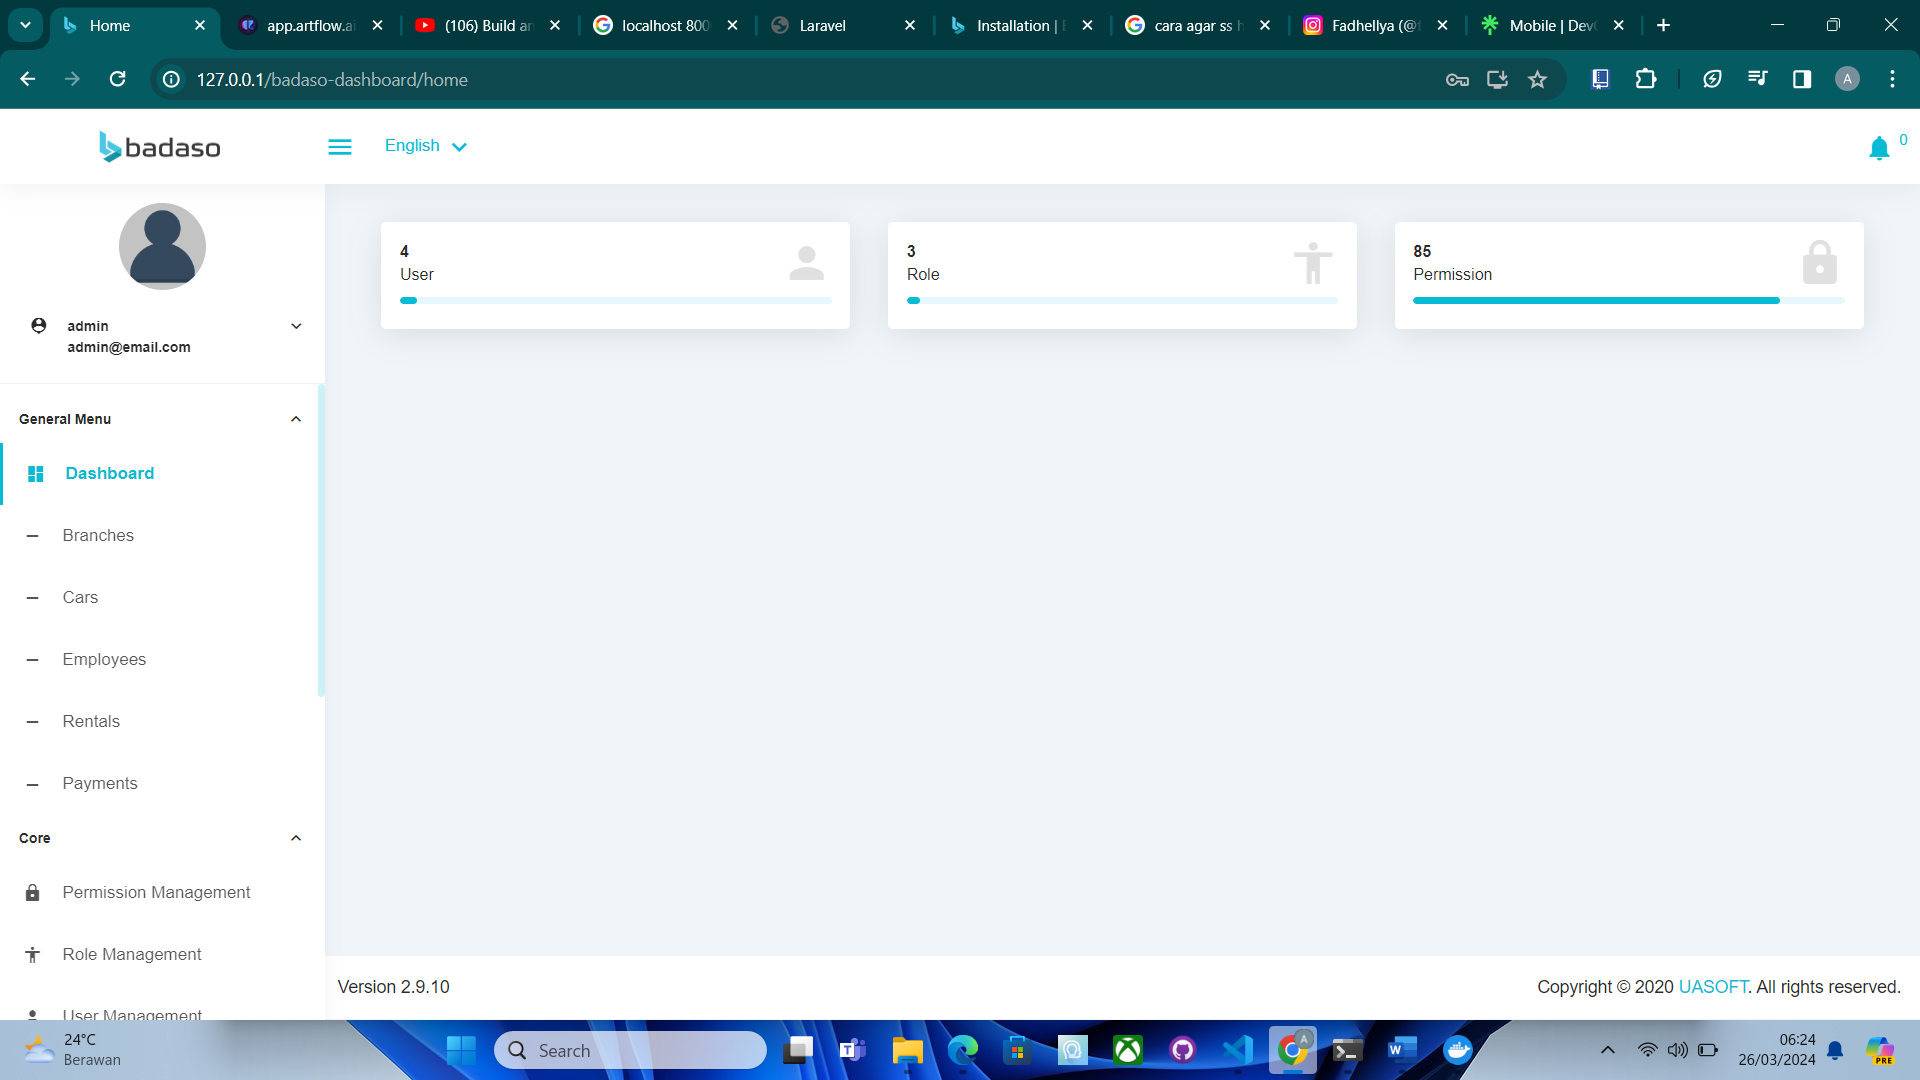 Home
app.artflow.ai
(106) Build an
localhost 800
Laravel
Installation |
cara agar ss h
Fadhellya (@f
Mobile | Dev
127.0.0.1/badaso-dashboard/home
A
badaso
English
0
admin
admin@email.com
General Menu
Dashboard
Branches
Cars
Employees
Rentals
Payments
Core
Permission Management
Role Management
User Management
4
User
3
Role
85
Permission
Version 2.9.10
Copyright © 2020 UASOFT. All rights reserved.
24°C
Berawan
Search
A
PRE
06:24
26/03/2024